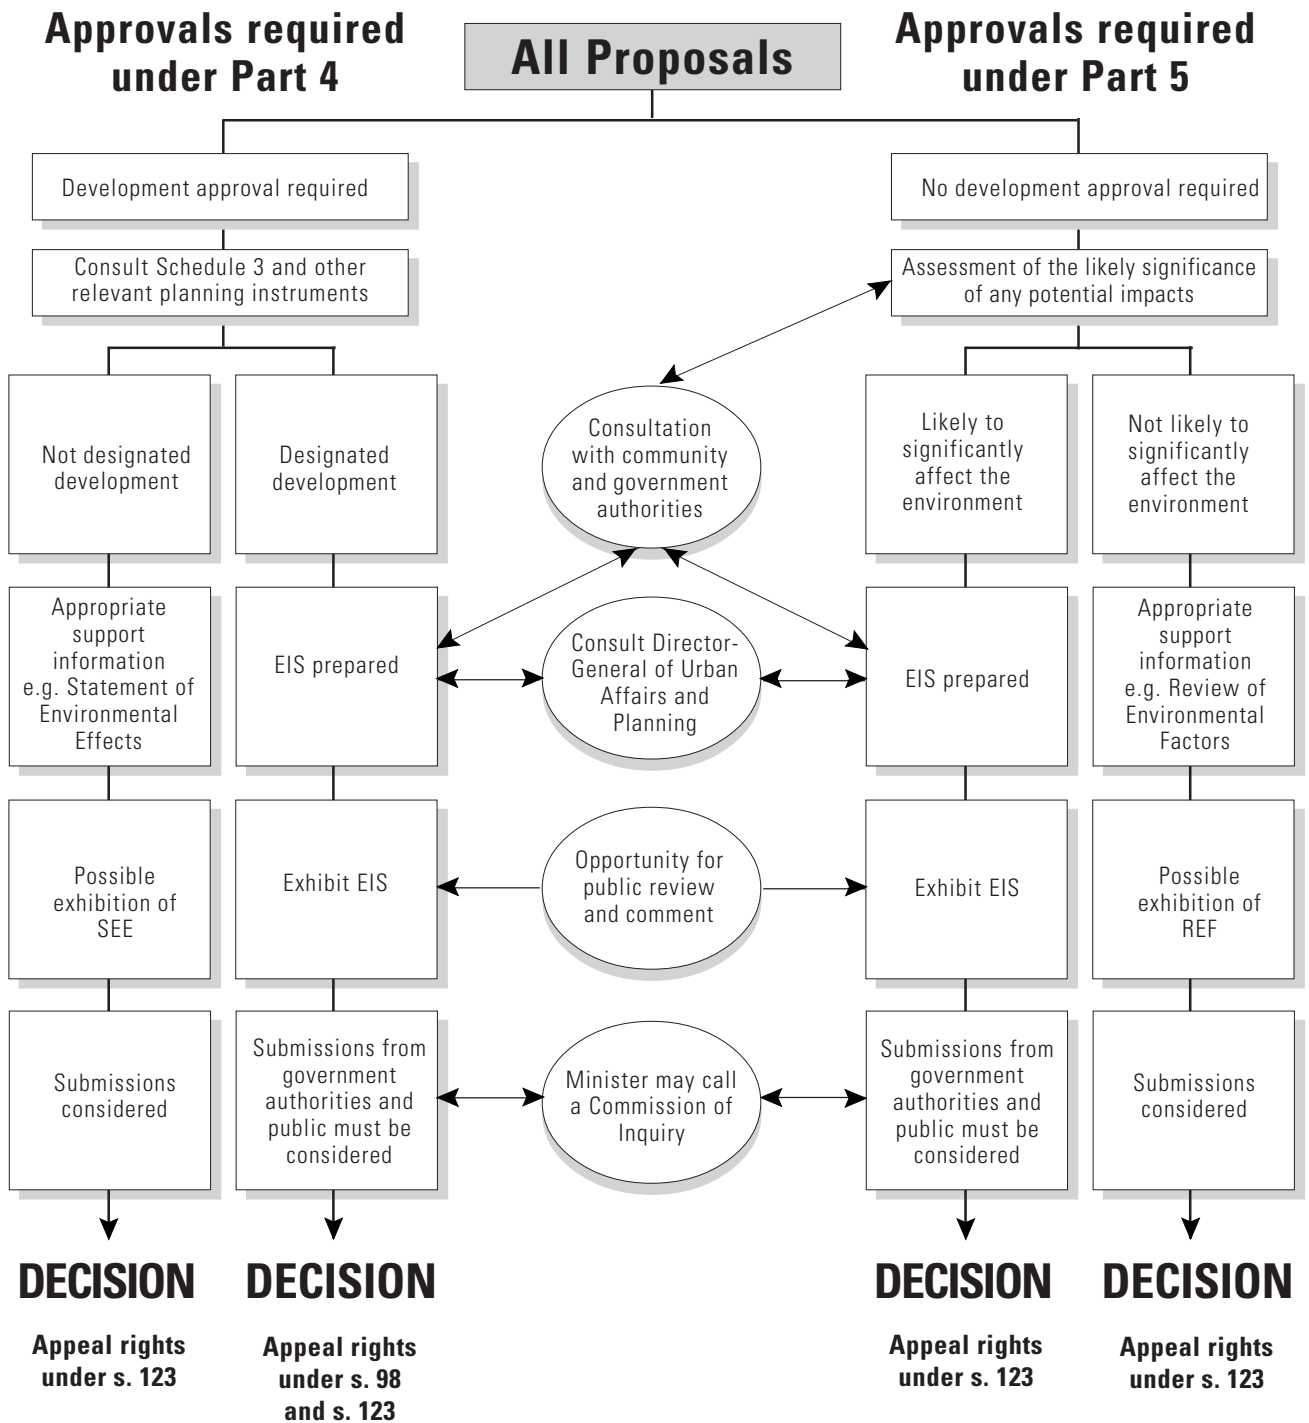 Approvals required
under Part 4
All Proposals
Approvals required
under Part 5
Development approval required
No development approval required
Consult Schedule 3 and other
relevant planning instruments
Assessment of the likely significance
of any potential impacts
Not designated
development
Designated
development
Consultation
with community
and government
authorities
Likely to
significantly
affect the
environment
Not likely to
significantly
affect the
environment
Appropriate
support
information
e.g. Statement of
Environmental
Effects
EIS prepared
Consult Director-
General of Urban
Affairs and
Planning
EIS prepared
Appropriate
support
information
e.g. Review of
Environmental
Factors
Possible
exhibition of
SEE
Exhibit EIS
Opportunity for
public review
and comment
Exhibit EIS
Possible
exhibition of
REF
Submissions
considered
Submissions from
government
authorities and
public must be
considered
Minister may call
a Commission of
Inquiry
Submissions from
government
authorities and
public must be
considered
Submissions
considered
DECISION
DECISION
DECISION
DECISION
Appeal rights
under s. 123
Appeal rights
under s. 98
and s. 123
Appeal rights
under s. 123
Appeal rights
under s. 123